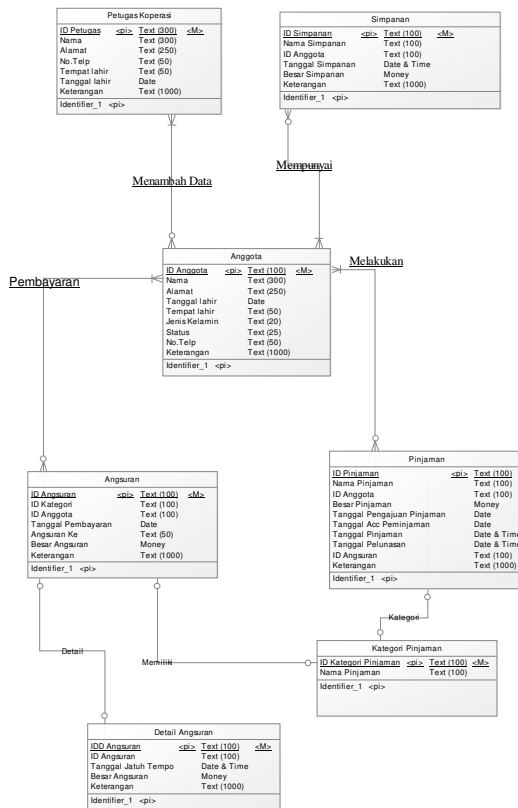 Petugas Koperasi
ID Petugas <pi> Text (300) <M>
Nama Text (300)
Alamat Text (250)
No.Telp Text (50)
Tempat lahir Text (50)
Tanggal lahir Date
Keterangan Text (1000)
Identifier_1 <pi>
Simpanan
ID Simpanan <pi> Text (100) <M>
Nama Simpanan Text (100)
ID Anggota Text (100)
Tanggal Simpanan Date & Time
Besar Simpanan Money
Keterangan Text (1000)
Identifier_1 <pi>
Menambah Data
Mempunyai
Anggota
ID Anggota <pi> Text (100) <M>
Nama Text (300)
Alamat Text (250)
Tanggal lahir Date
Tempat lahir Text (50)
Jenis Kelamin Text (20)
Status Text (25)
No.Telp Text (50)
Keterangan Text (1000)
Identifier_1 <pi>
Melakukan
Pembayaran
Angsuran
ID Angsuran <pi> Text (100) <M>
ID Kategori Text (100)
ID Anggota Text (100)
Tanggal Pembayaran Date
Angsuran Ke Text (50)
Besar Angsuran Money
Keterangan Text (1000)
Identifier_1 <pi>
Pinjaman
ID Pinjaman <pi> Text (100)
Nama Pinjaman Text (100)
ID Anggota Text (100)
Besar Pinjaman Money
Tanggal Pengajuan Pinjaman Date
Tanggal Acc Peminjaman Date
Tanggal Pinjaman Date & Time
Tanggal Pelunasan Date & Time
ID Angsuran Text (100)
Keterangan Text (1000)
Identifier_1 <pi>
Kategori
Detail
Memiliki
Kategori Pinjaman
ID Kategori Pinjaman <pi> Text (100) <M>
Nama Pinjaman Text (100)
Identifier_1 <pi>
Detail Angsuran
IDD Angsuran <pi> Text (100) <M>
ID Angsuran Text (100)
Tanggal Jatuh Tempo Date & Time
Besar Angsuran Money
Keterangan Text (1000)
Identifier_1 <pi>